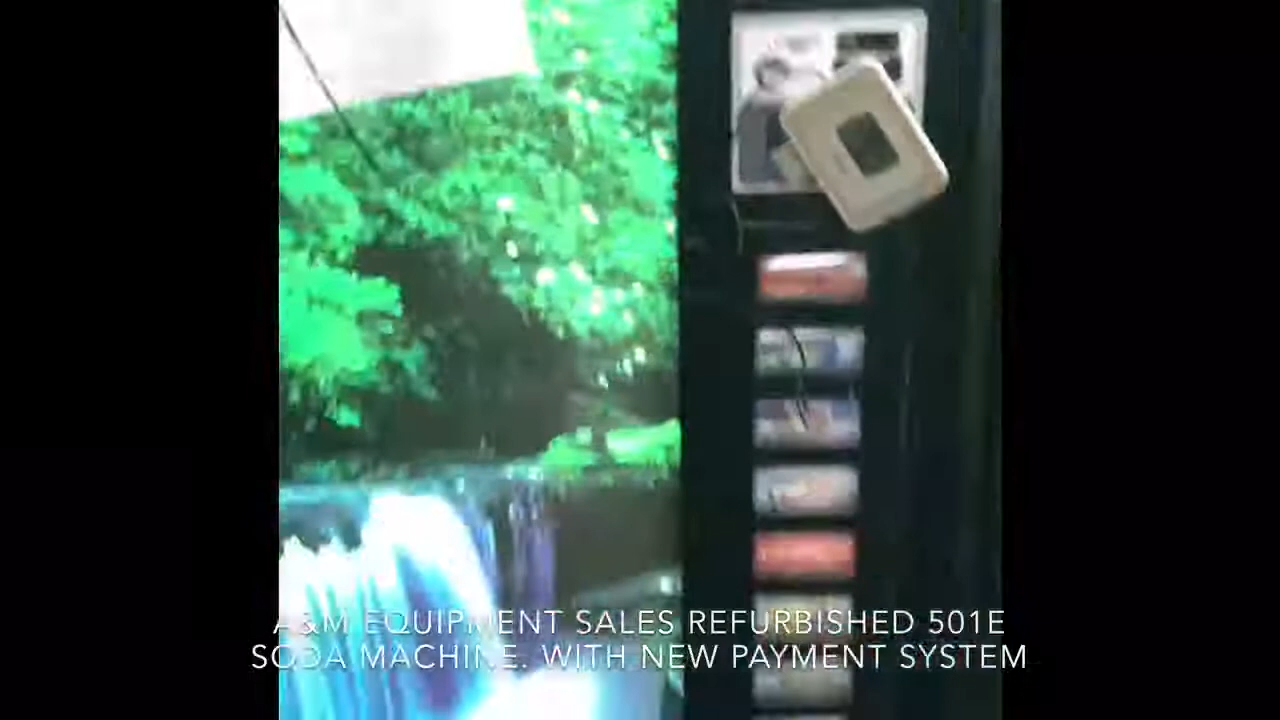 A&M EQUIPMENT SALES REFURBISHED 501E
SODA MACHINE. WITH NEW PAYMENT SYSTEM